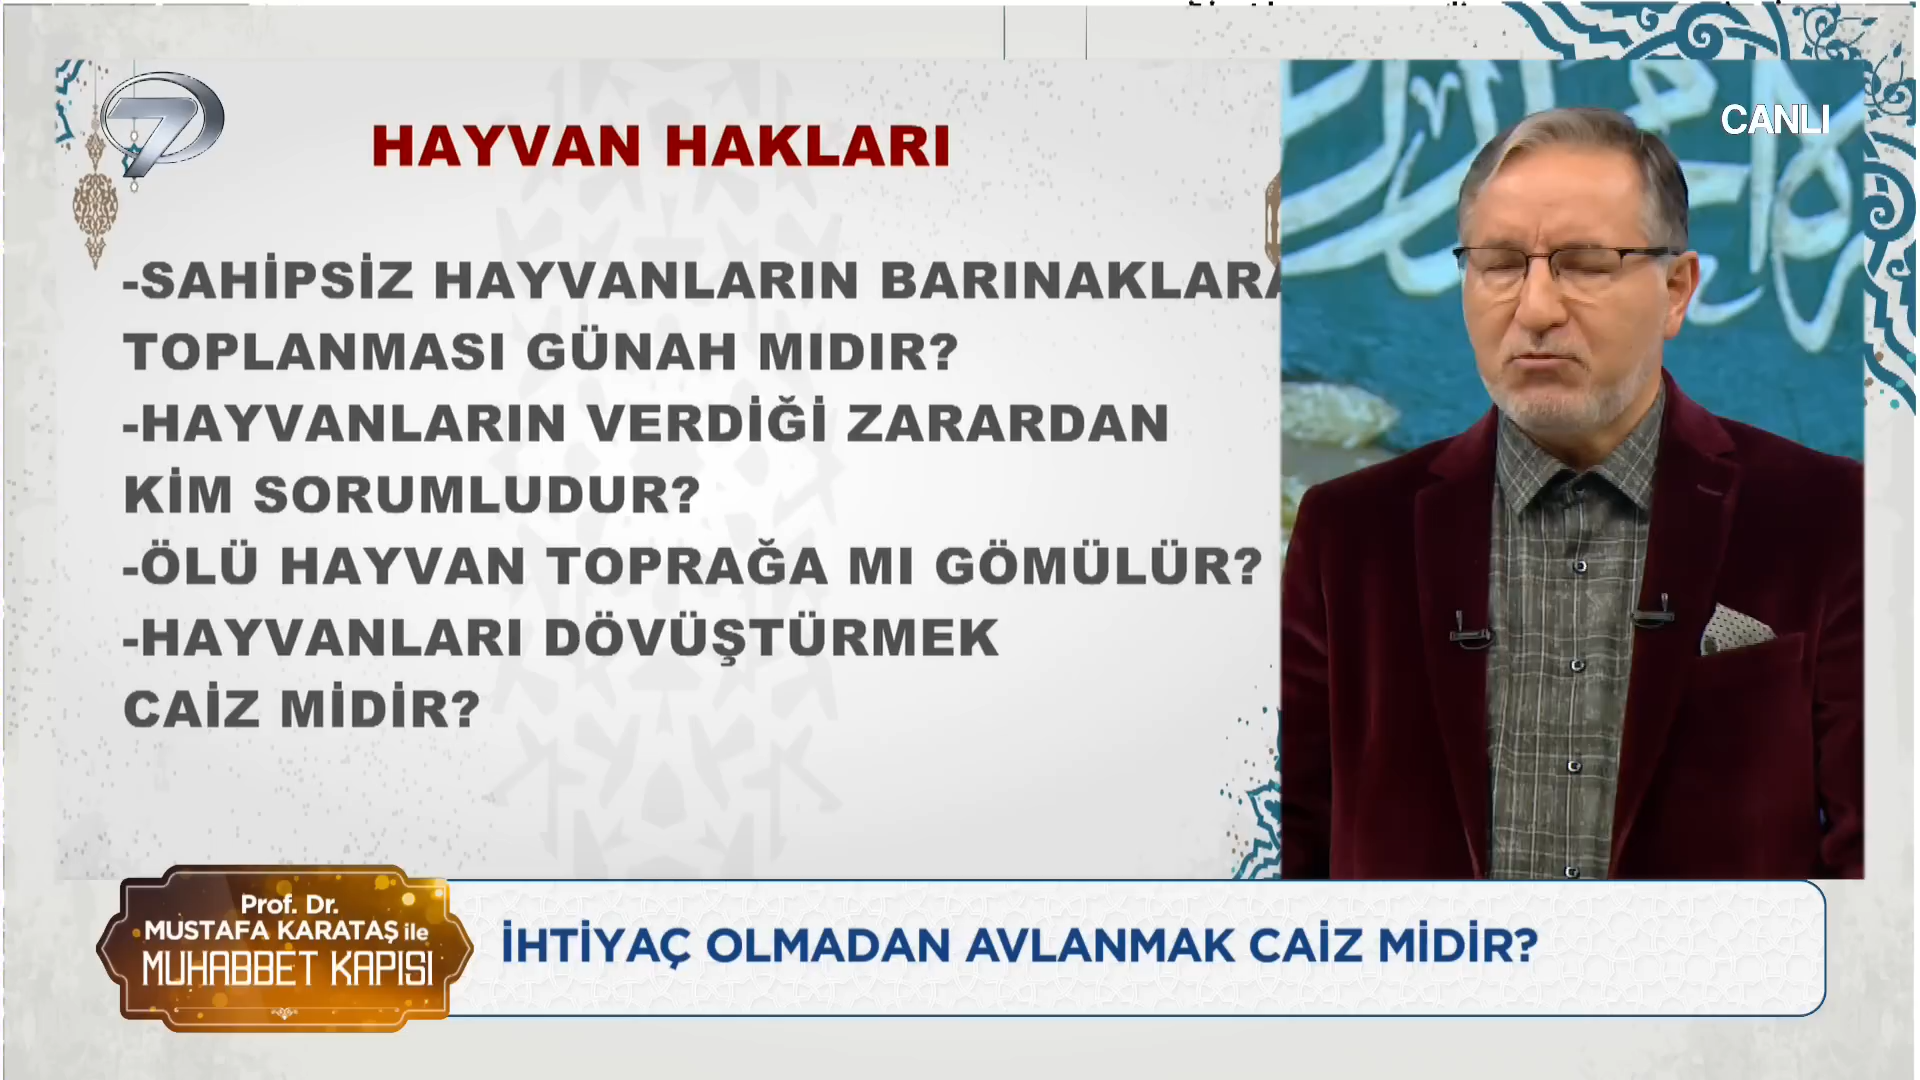 7
CANLI
HAYVAN HAKLARI
-SAHİPSİZ HAYVANLARIN BARINAKLARA
TOPLANMASI GÜNAH MIDIR?
-HAYVANLARIN VERDİĞİ ZARARDAN
KİM SORUMLUDUR?
-ÖLÜ HAYVAN TOPRAĞA MI GÖMÜLÜR?
-HAYVANLARI DÖVÜŞTÜRMEK
CAİZ MİDİR?
Prof. Dr.
MUSTAFA KARATAŞ ile
MUHABBET KAPISI
İHTİYAÇ OLMADAN AVLANMAK CAİZ MİDİR?